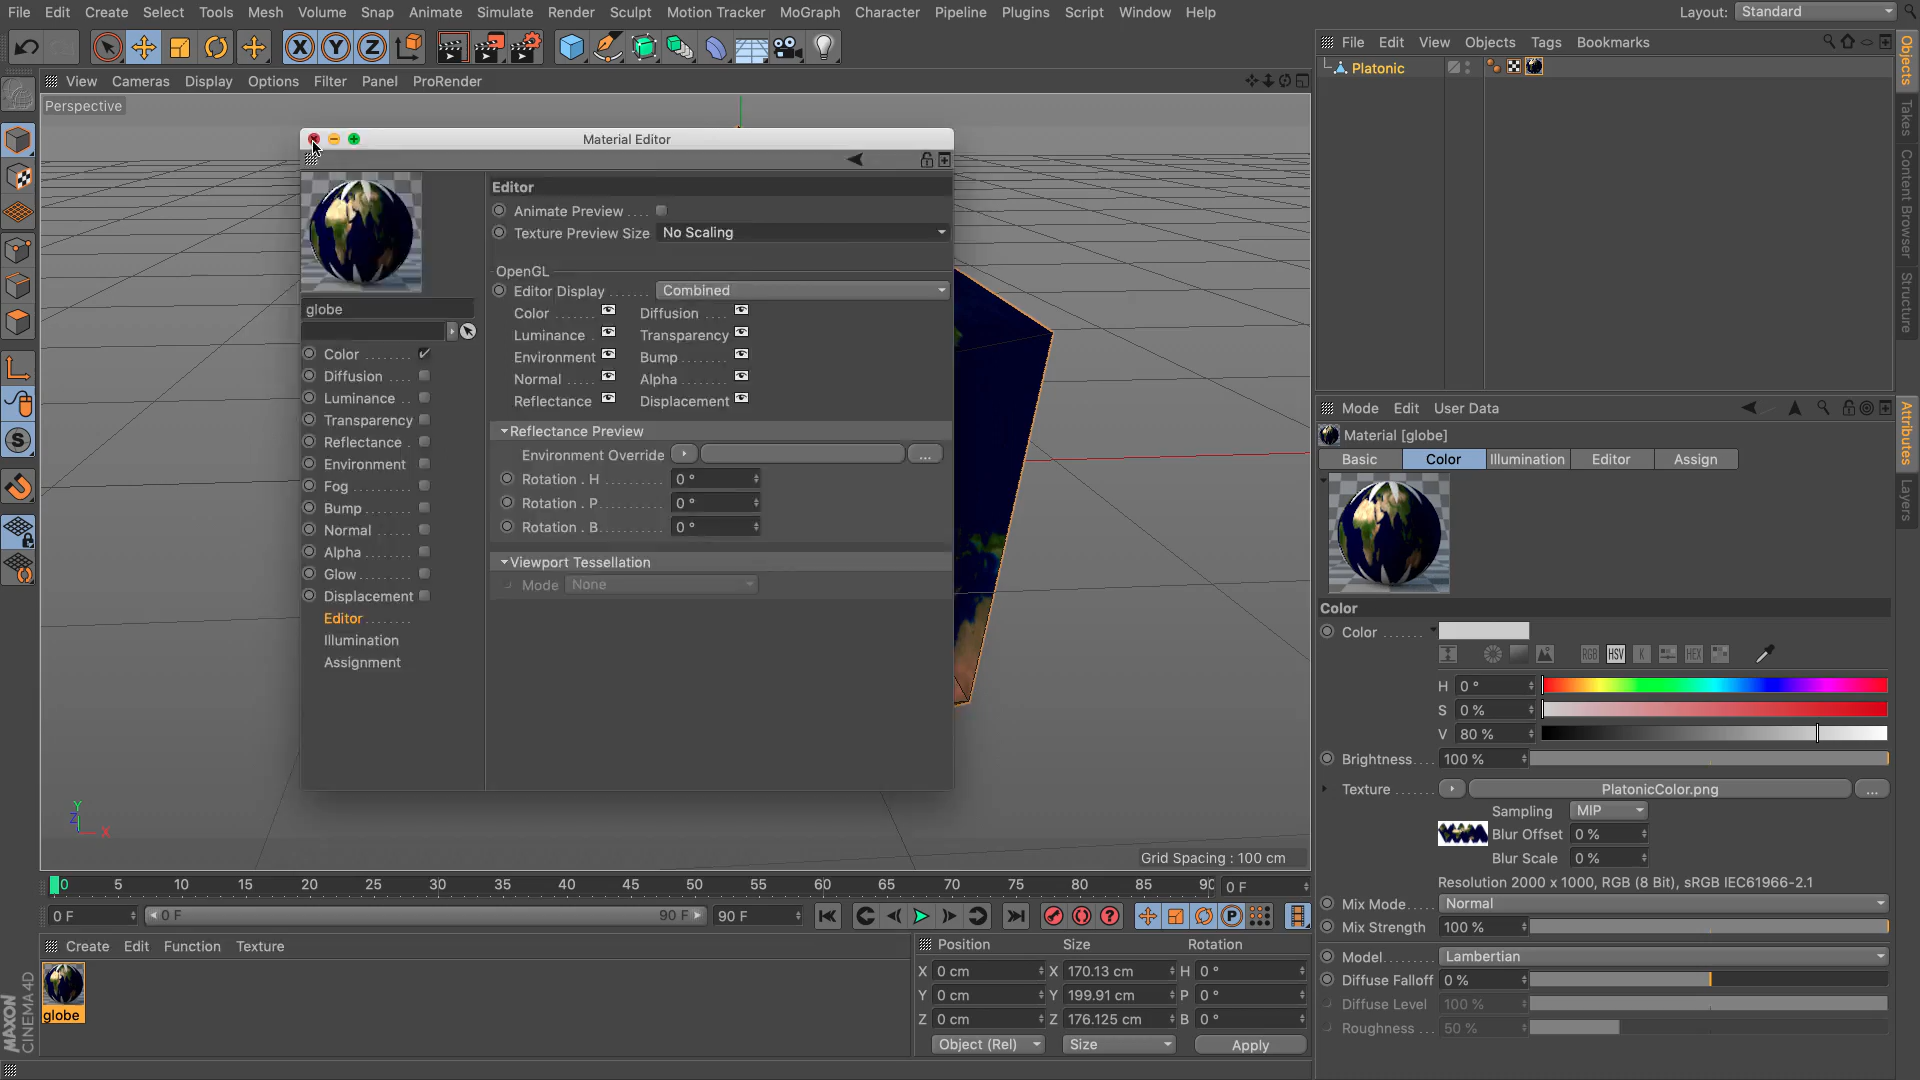 File Edit Create Select Tools Mesh Volume Snap Animate Simulate Render Sculpt Motion Tracker MoGraph Character Pipeline Plugins Script Window Help Layout: Standard
X Y Z
File Edit View Objects Tags Bookmarks
Platonic
View Cameras Display Options Filter Panel ProRender
Perspective
Material Editor
globe
Color ........
Diffusion ....
Luminance ....
Transparency
Reflectance .
Environment
Fog
Bump
Normal
Alpha
Glow
Displacement
Editor
Illumination
Assignment
Editor
Animate Preview ....
Texture Preview Size No Scaling
OpenGL
Editor Display ....... Combined
Color ....... Diffusion ....
Luminance . Transparency
Environment Bump
Normal ..... Alpha
Reflectance Displacement
Reflectance Preview
Environment Override ...
Rotation . H 0 °
Rotation . P 0 °
Rotation . B 0 °
Viewport Tessellation
Mode None
Y
Z
X
Grid Spacing : 100 cm
0 5 10 15 20 25 30 35 40 45 50 55 60 65 70 75 80 85 90 0 F
0 F 0 F 90 F 90 F
Create Edit Function Texture
globe
MAXON
CINEMA 4D
Position Size Rotation
X 0 cm X 170.13 cm H 0 °
Y 0 cm Y 199.91 cm P 0 °
Z 0 cm Z 176.125 cm B 0 °
Object (Rel) Size Apply
Mode Edit User Data
Material [globe]
Basic Color Illumination Editor Assign
Color
Color
RGB HSV K HEX
H 0 °
S 0 %
V 80 %
Brightness.... 100 %
Texture ....... PlatonicColor.png ...
Sampling MIP
Blur Offset 0 %
Blur Scale 0 %
Resolution 2000 x 1000, RGB (8 Bit), sRGB IEC61966-2.1
Mix Mode..... Normal
Mix Strength 100 %
Model......... Lambertian
Diffuse Falloff 0 %
Diffuse Level 100 %
Roughness ... 50 %
Objects
Takes
Content Browser
Structure
Attributes
Layers